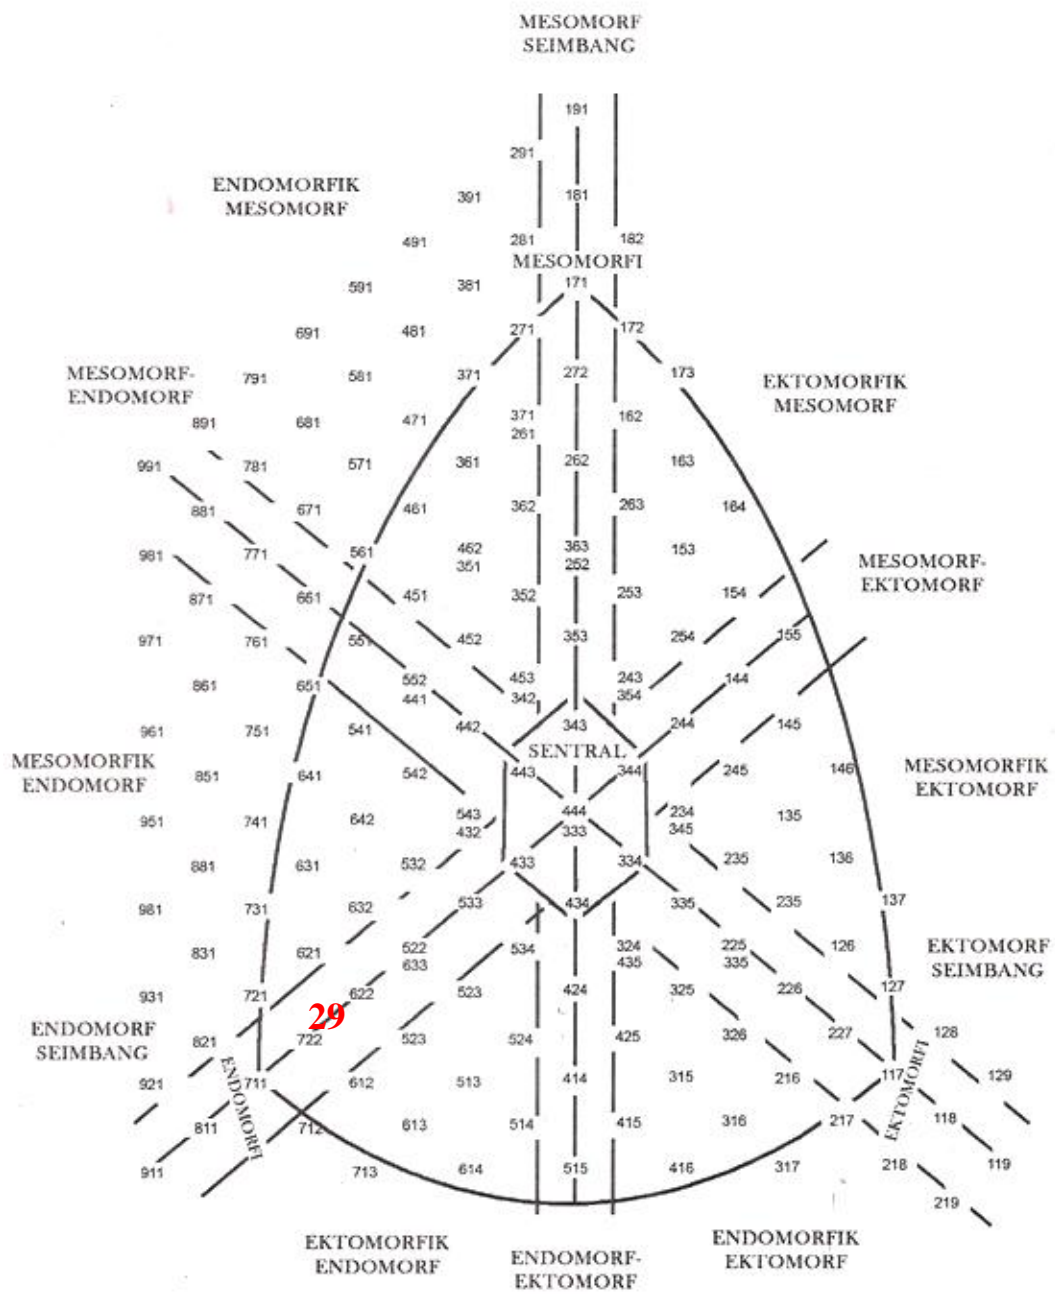 MESOMORF
SEIMBANG
191
291
ENDOMORFIK
MESOMORF
391 181
491 281 182
MESOMORFI
591 381 171
691 481 271 172
MESOMORF-
ENDOMORF
791 581 371 272 173
EKTOMORFIK
MESOMORF
891 681 471 371 162
261
991 781 571 361 262 163
881 671 461 362 263 164
981 771 561 462 363 153
351 252
MESOMORF-
EKTOMORF
871 661 451 352 253 154
971 761 551 452 353 254 155
861 651 552 453 243 144
441 342 354
961 751 541 442 343 244 145
SENTRAL
MESOMORFIK
ENDOMORF
851 641 542 443 344 245 146
MESOMORFIK
EKTOMORF
951 741 642 543 444 234 135
432 333 345
881 631 532 433 334 235 136
981 731 632 533 434 335 235 137
831 621 522 534 324 225 126
633 435 335
EKTOMORF
SEIMBANG
931 721 622 523 424 325 226 127
29
ENDOMORF
SEIMBANG
821 722 523 524 425 326 227 128
921 711 612 513 414 315 216 117 129
ENDOMORFI
EKTOMORFI
811 712 613 514 415 316 217 118
911 713 614 515 416 317 218 119
219
EKTOMORFIK
ENDOMORF
ENDOMORF-
EKTOMORF
ENDOMORFIK
EKTOMORF